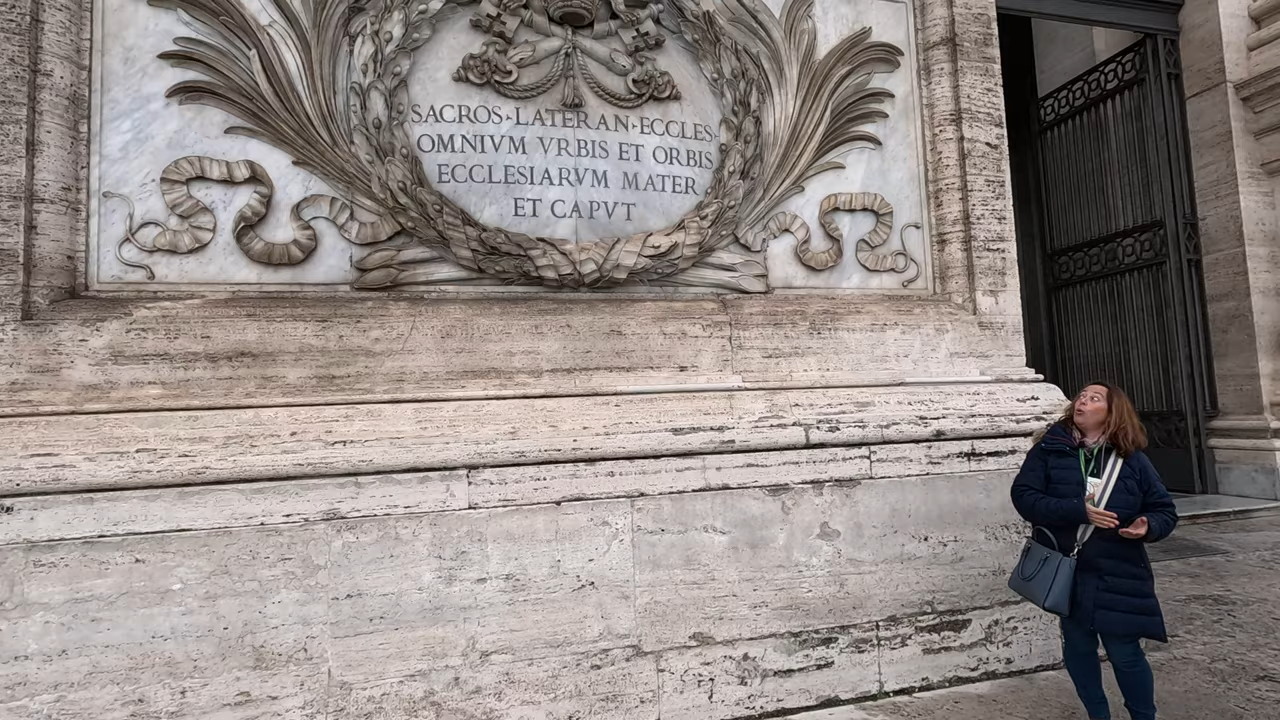 SACROS·LATERAN·ECCLES·
OMNIVM VRBIS ET ORBIS
ECCLESIARVM MATER
ET CAPVT